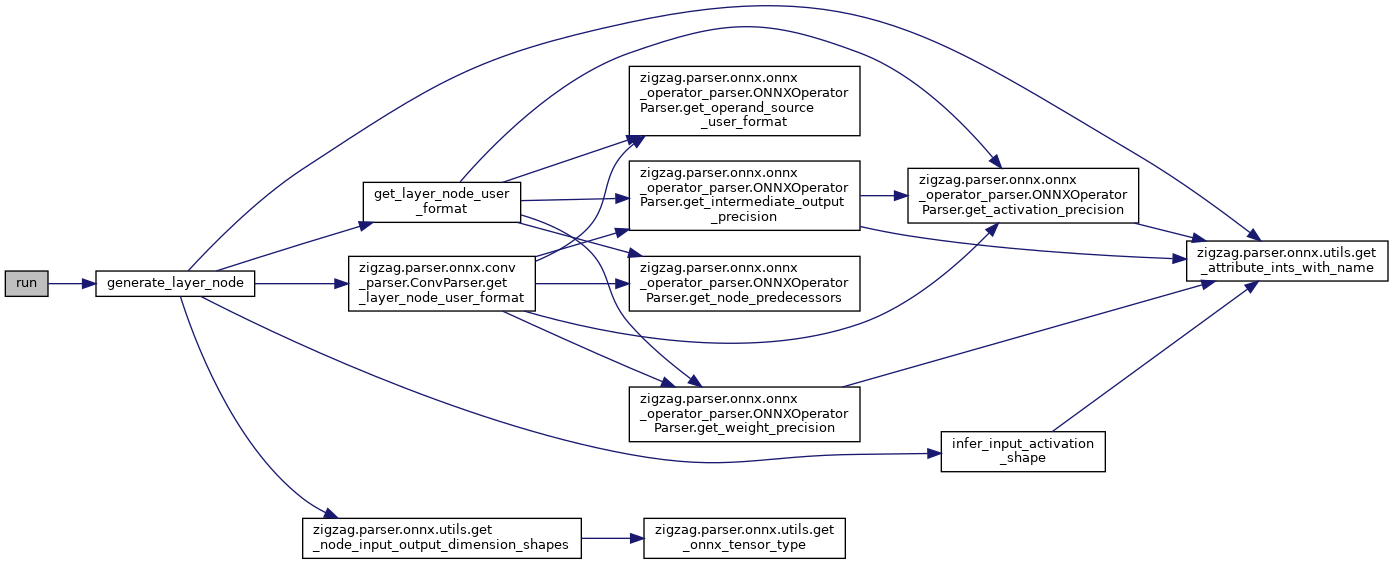 run
generate_layer_node
get_layer_node_user
_format
zigzag.parser.onnx.conv
_parser.ConvParser.get
_layer_node_user_format
zigzag.parser.onnx.utils.get
_node_input_output_dimension_shapes
zigzag.parser.onnx.onnx
_operator_parser.ONNXOperator
Parser.get_operand_source
_user_format
zigzag.parser.onnx.onnx
_operator_parser.ONNXOperator
Parser.get_intermediate_output
_precision
zigzag.parser.onnx.onnx
_operator_parser.ONNXOperator
Parser.get_node_predecessors
zigzag.parser.onnx.onnx
_operator_parser.ONNXOperator
Parser.get_weight_precision
zigzag.parser.onnx.utils.get
_onnx_tensor_type
zigzag.parser.onnx.onnx
_operator_parser.ONNXOperator
Parser.get_activation_precision
infer_input_activation
_shape
zigzag.parser.onnx.utils.get
_attribute_ints_with_name